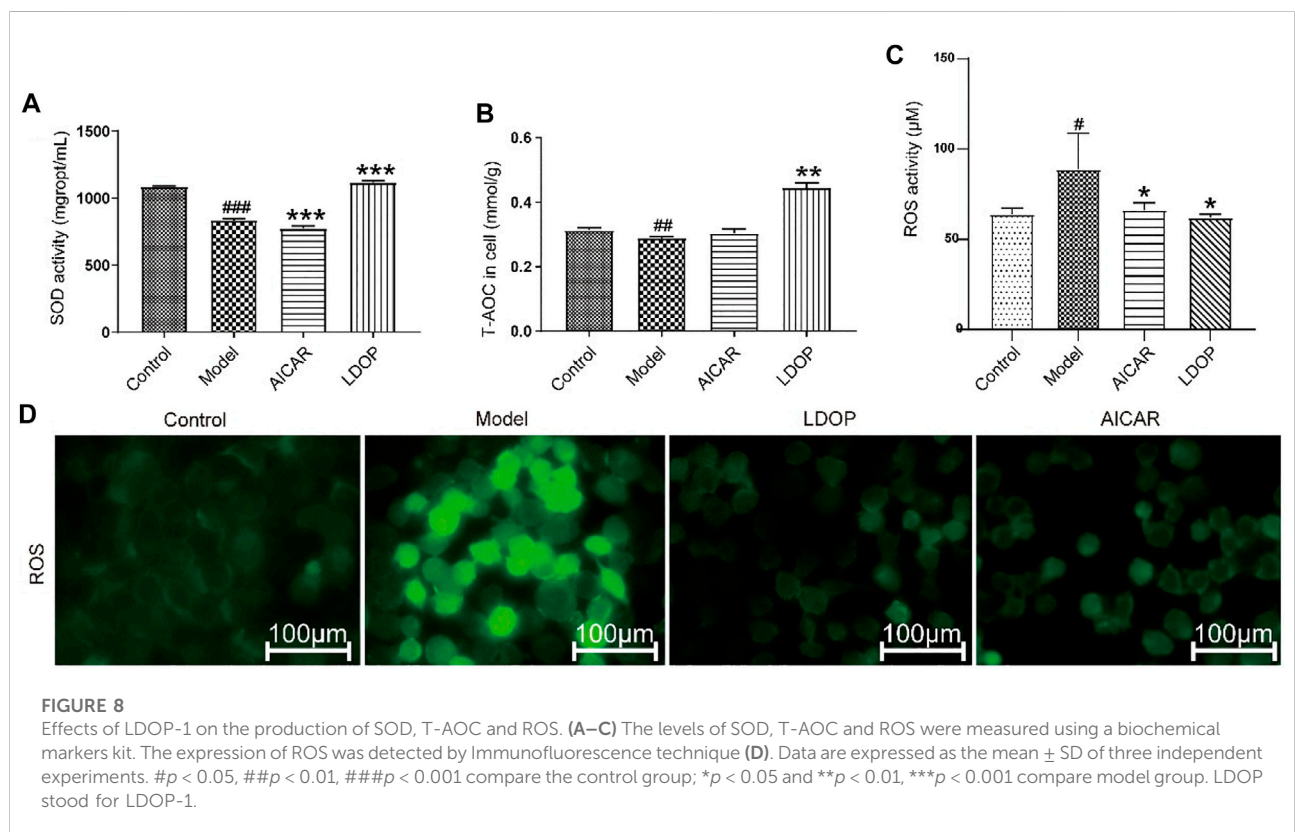 A
SOD activity (mgropt/mL)
1500
1000
500
0
###
***
***
Control
Model
AICAR
LDOP
B
T-AOC in cell (mmol/g)
0.6
0.4
0.2
0.0
##
**
Control
Model
AICAR
LDOP
C
ROS activity (μM)
150
100
50
0
#
*
*
Control
Model
AICAR
LDOP
D
Control
Model
LDOP
AICAR
ROS
100μm
100μm
100μm
100μm
FIGURE 8
Effects of LDOP-1 on the production of SOD, T-AOC and ROS. (A–C) The levels of SOD, T-AOC and ROS were measured using a biochemical
markers kit. The expression of ROS was detected by Immunofluorescence technique (D). Data are expressed as the mean ± SD of three independent
experiments. #p < 0.05, ##p < 0.01, ###p < 0.001 compare the control group; *p < 0.05 and **p < 0.01, ***p < 0.001 compare model group. LDOP
stood for LDOP-1.